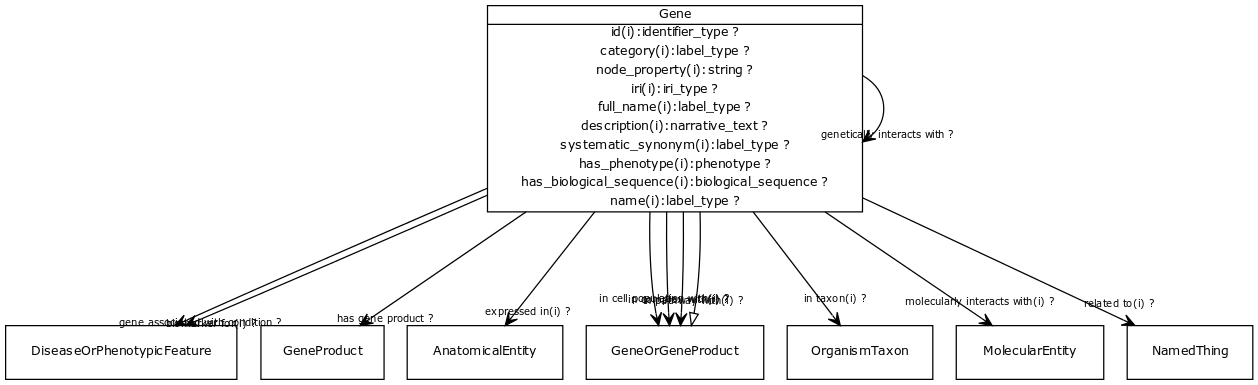 Gene
id(i):identifier_type ?
category(i):label_type ?
node_property(i):string ?
iri(i):iri_type ?
full_name(i):label_type ?
description(i):narrative_text ?
systematic_synonym(i):label_type ?
has_phenotype(i):phenotype ?
has_biological_sequence(i):biological_sequence ?
name(i):label_type ?
genetically interacts with ?
gene associated with condition ?
has gene product ?
expressed in(i) ?
in cell population with(i) ?
in taxon(i) ?
molecularly interacts with(i) ?
related to(i) ?
DiseaseOrPhenotypicFeature
GeneProduct
AnatomicalEntity
GeneOrGeneProduct
OrganismTaxon
MolecularEntity
NamedThing